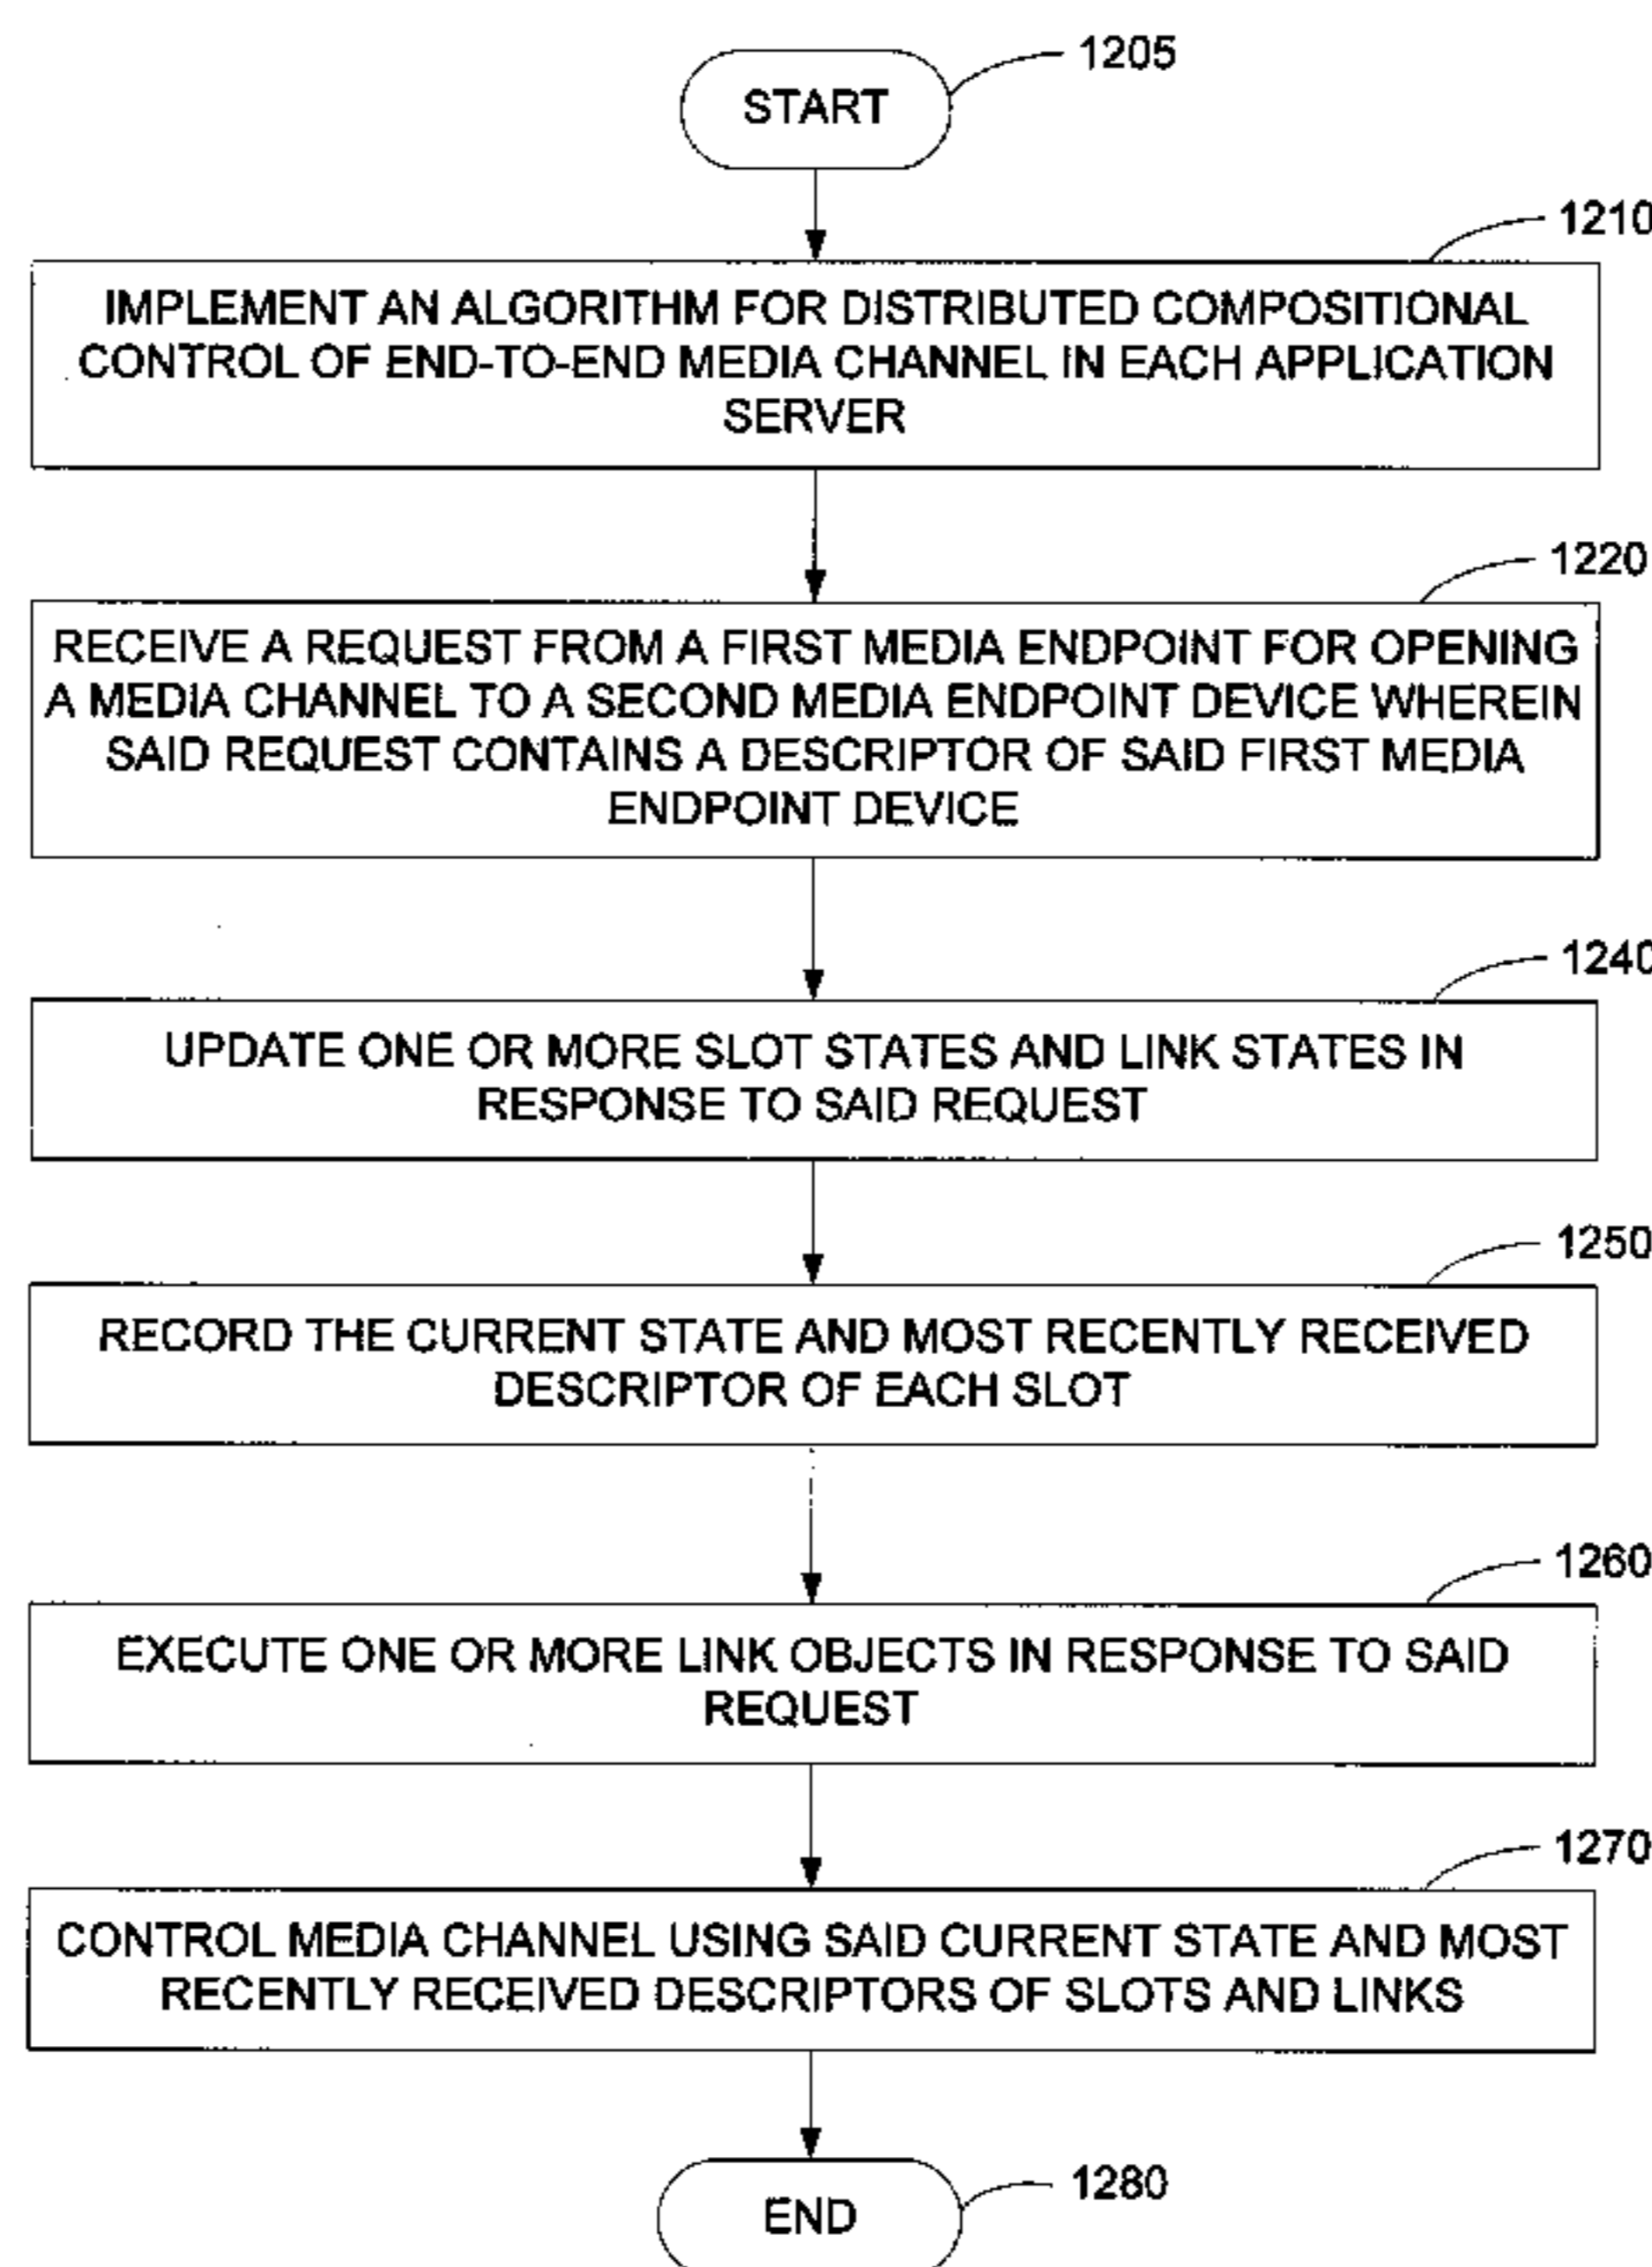 START
1205
1210
IMPLEMENT AN ALGORITHM FOR DISTRIBUTED COMPOSITIONAL
CONTROL OF END-TO-END MEDIA CHANNEL IN EACH APPLICATION
SERVER
1220
RECEIVE A REQUEST FROM A FIRST MEDIA ENDPOINT FOR OPENING
A MEDIA CHANNEL TO A SECOND MEDIA ENDPOINT DEVICE WHEREIN
SAID REQUEST CONTAINS A DESCRIPTOR OF SAID FIRST MEDIA
ENDPOINT DEVICE
1240
UPDATE ONE OR MORE SLOT STATES AND LINK STATES IN
RESPONSE TO SAID REQUEST
1250
RECORD THE CURRENT STATE AND MOST RECENTLY RECEIVED
DESCRIPTOR OF EACH SLOT
1260
EXECUTE ONE OR MORE LINK OBJECTS IN RESPONSE TO SAID
REQUEST
1270
CONTROL MEDIA CHANNEL USING SAID CURRENT STATE AND MOST
RECENTLY RECEIVED DESCRIPTORS OF SLOTS AND LINKS
1280
END